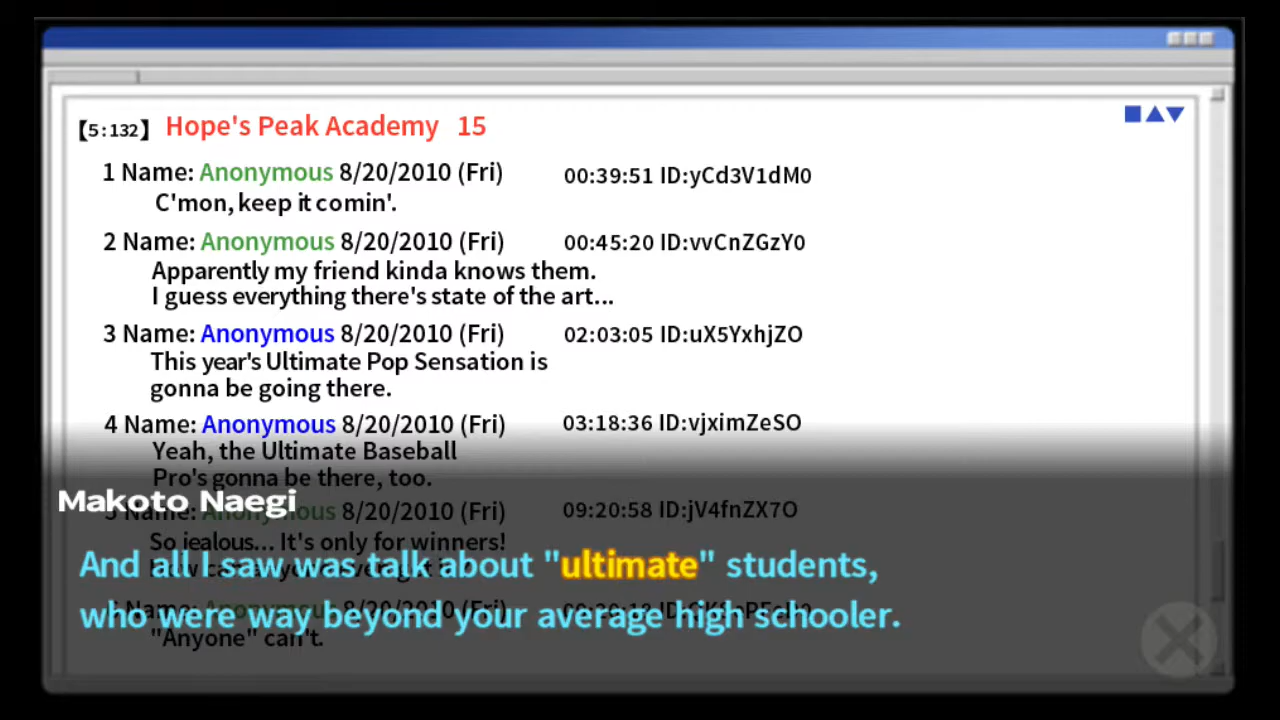 【5:132】 Hope's Peak Academy 15
1 Name: Anonymous 8/20/2010 (Fri) 00:39:51 ID:yCd3V1dM0
C'mon, keep it comin'.
2 Name: Anonymous 8/20/2010 (Fri) 00:45:20 ID:vvCnZGzY0
Apparently my friend kinda knows them.
I guess everything there's state of the art...
3 Name: Anonymous 8/20/2010 (Fri) 02:03:05 ID:uX5YxhjZO
This year's Ultimate Pop Sensation is
gonna be going there.
4 Name: Anonymous 8/20/2010 (Fri) 03:18:36 ID:vjximZeSO
Yeah, the Ultimate Baseball
Pro's gonna be there, too.
Makoto Naegi
5 Name: Anonymous 8/20/2010 (Fri) 09:20:58 ID:jV4fnZX7O
So jealous... It's only for winners!
And all I saw was talk about "ultimate" students,
who were way beyond your average high schooler.
"Anyone" can't.